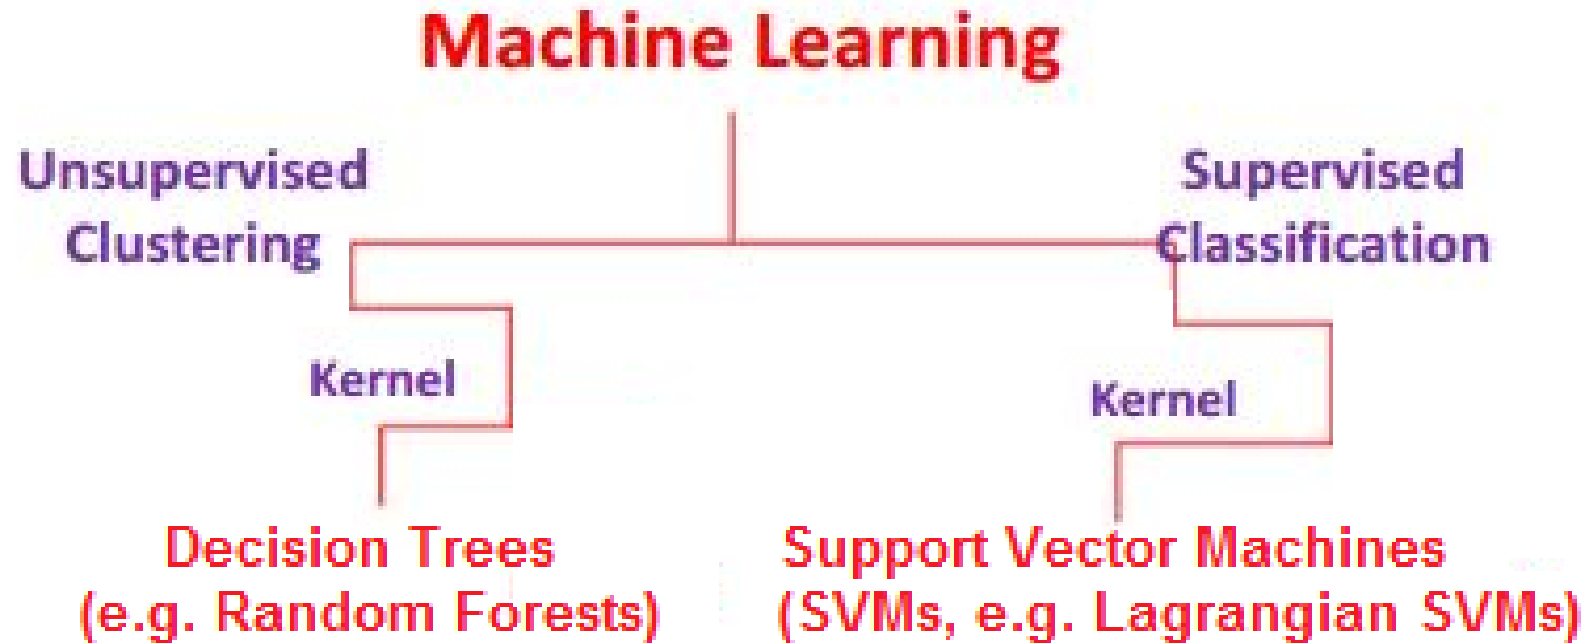 Machine Learning
Unsupervised
Clustering
Supervised
Classification
Kernel
Kernel
Decision Trees
(e.g. Random Forests)
Support Vector Machines
(SVMs, e.g. Lagrangian SVMs)